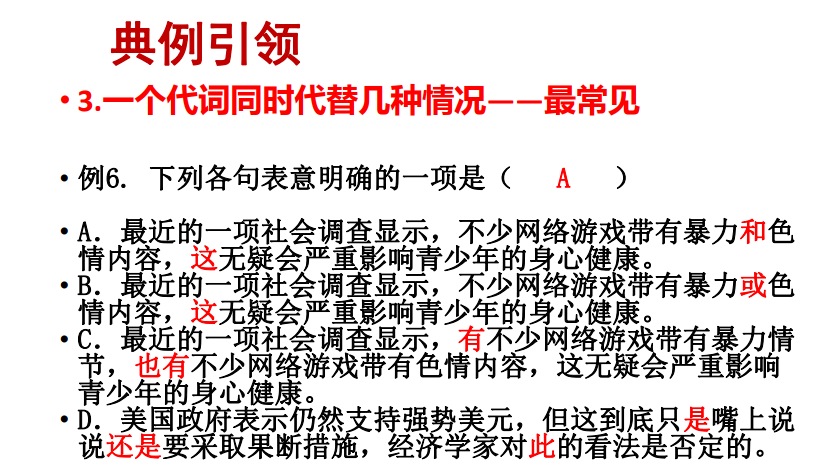 典例引领
• 3.一个代词同时代替几种情况——最常见
• 例6. 下列各句表意明确的一项是（ A ）
• A. 最近的一项社会调查显示，不少网络游戏带有暴力和色
情内容，这无疑会严重影响青少年的身心健康。
• B. 最近的一项社会调查显示，不少网络游戏带有暴力或色
情内容，这无疑会严重影响青少年的身心健康。
• C. 最近的一项社会调查显示，有不少网络游戏带有暴力情
节，也有不少网络游戏带有色情内容，这无疑会严重影响
青少年的身心健康。
• D. 美国政府表示仍然支持强势美元，但这到底只是嘴上说
说还是要采取果断措施，经济学家对此的看法是否定的。